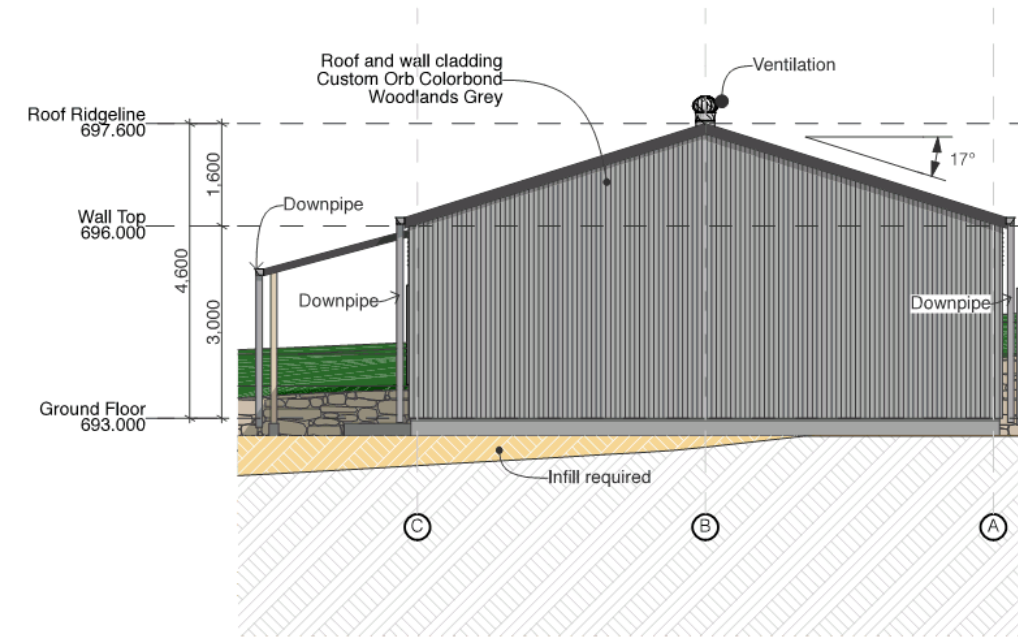 Roof and wall cladding
Custom Orb Colorbond
Woodlands Grey
Ventilation
Roof Ridgeline
697.600
17°
1,600
Downpipe
Wall Top
696.000
4,600
3,000
Downpipe
Downpipe
Ground Floor
693.000
Infill required
C
B
A